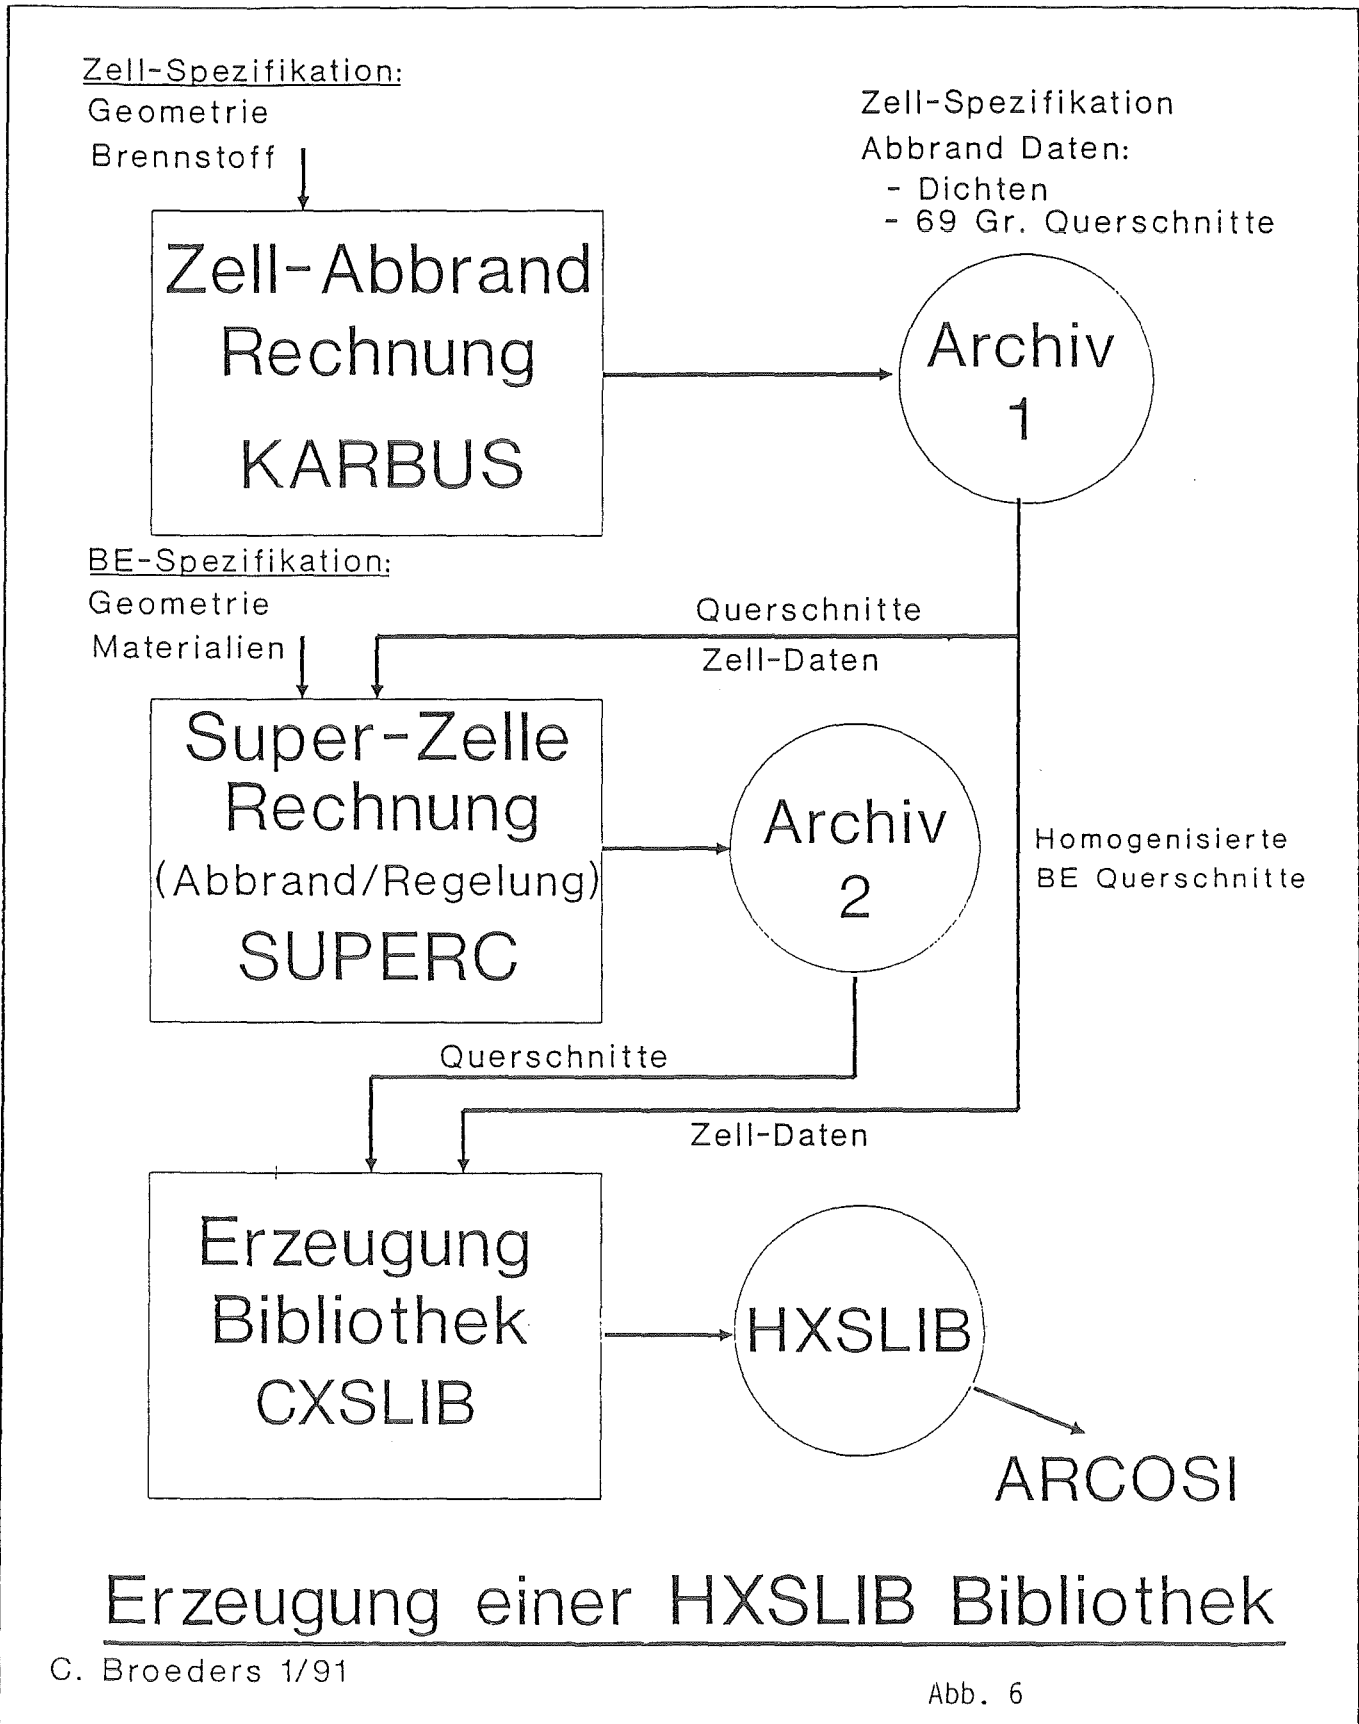 Zell-Spezifikation:
Geometrie
Brennstoff
Zell-Spezifikation
Abbrand Daten:
- Dichten
- 69 Gr. Querschnitte
Zell-Abbrand
Rechnung
KARBUS
Archiv
1
BE-Spezifikation:
Geometrie
Materialien
Querschnitte
Zell-Daten
Super-Zelle
Rechnung
(Abbrand/Regelung)
SUPERC
Archiv
2
Homogenisierte
BE Querschnitte
Querschnitte
Zell-Daten
Erzeugung
Bibliothek
CXSLIB
HXSLIB
ARCOSI
Erzeugung einer HXSLIB Bibliothek
C. Broeders 1/91
Abb. 6